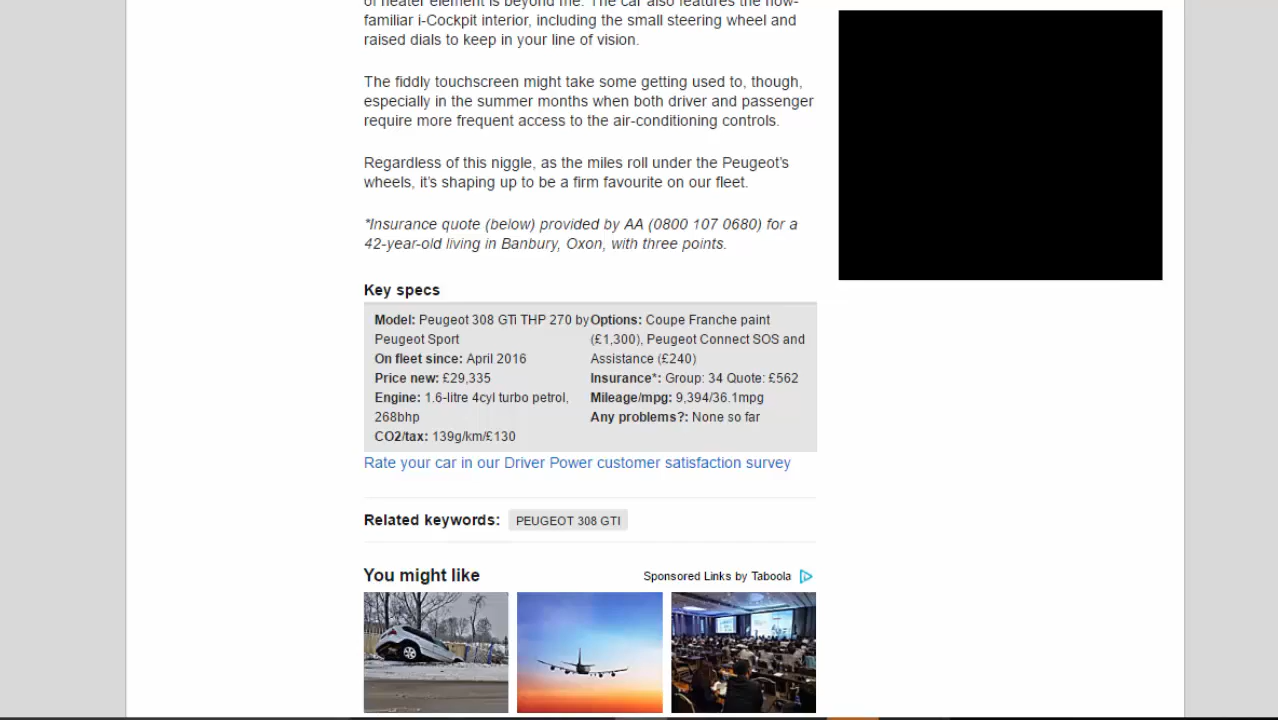 of heater element is beyond me. The car also features the now-
familiar i-Cockpit interior, including the small steering wheel and
raised dials to keep in your line of vision.
The fiddly touchscreen might take some getting used to, though,
especially in the summer months when both driver and passenger
require more frequent access to the air-conditioning controls.
Regardless of this niggle, as the miles roll under the Peugeot's
wheels, it's shaping up to be a firm favourite on our fleet.
*Insurance quote (below) provided by AA (0800 107 0680) for a
42-year-old living in Banbury, Oxon, with three points.
Key specs
Model: Peugeot 308 GTi THP 270 by
Peugeot Sport
On fleet since: April 2016
Price new: £29,335
Engine: 1.6-litre 4cyl turbo petrol,
268bhp
CO2/tax: 139g/km/£130
Options: Coupe Franche paint
(£1,300), Peugeot Connect SOS and
Assistance (£240)
Insurance*: Group: 34 Quote: £562
Mileage/mpg: 9,394/36.1mpg
Any problems?: None so far
Rate your car in our Driver Power customer satisfaction survey
Related keywords: PEUGEOT 308 GTI
You might like
Sponsored Links by Taboola